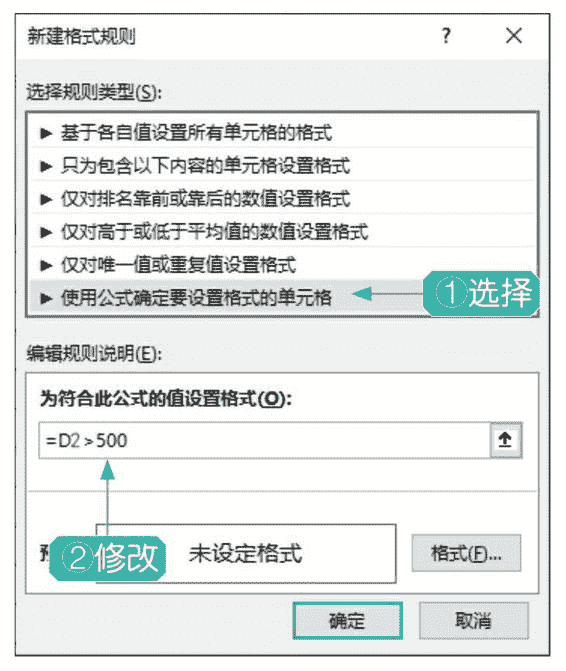 新建格式规则 ?
选择规则类型(S):
► 基于各自值设置所有单元格的格式
► 只为包含以下内容的单元格设置格式
► 仅对排名靠前或靠后的数值设置格式
► 仅对高于或低于平均值的数值设置格式
► 仅对唯一值或重复值设置格式
► 使用公式确定要设置格式的单元格
①选择
编辑规则说明(E):
为符合此公式的值设置格式(O):
=D2>500
②修改
未设定格式
格式(F)...
确定
取消